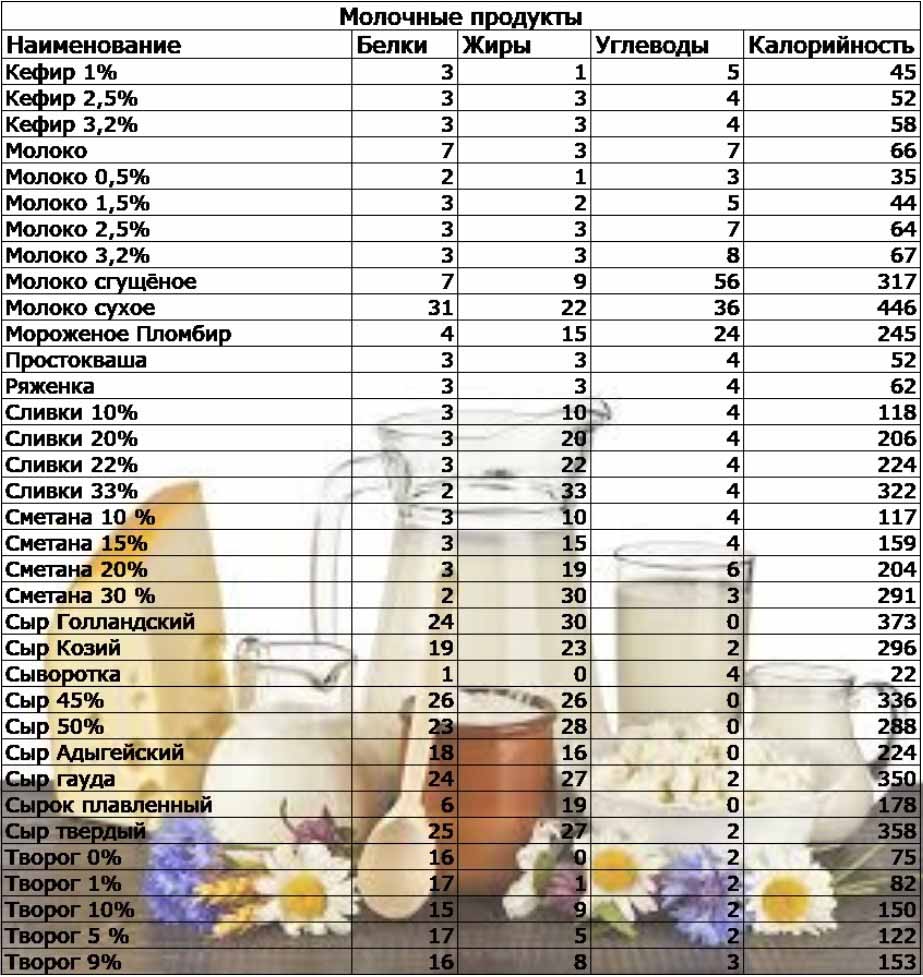 Молочные продукты
Наименование Белки Жиры Углеводы Калорийность
Кефир 1% 3 1 5 45
Кефир 2,5% 3 3 4 52
Кефир 3,2% 3 3 4 58
Молоко 7 3 7 66
Молоко 0,5% 2 1 3 35
Молоко 1,5% 3 2 5 44
Молоко 2,5% 3 3 7 64
Молоко 3,2% 3 3 8 67
Молоко сгущёное 7 9 56 317
Молоко сухое 31 22 36 446
Мороженое Пломбир 4 15 24 245
Простокваша 3 3 4 52
Ряженка 3 3 4 62
Сливки 10% 3 10 4 118
Сливки 20% 3 20 4 206
Сливки 22% 3 22 4 224
Сливки 33% 2 33 4 322
Сметана 10 % 3 10 4 117
Сметана 15% 3 15 4 159
Сметана 20% 3 19 6 204
Сметана 30 % 2 30 3 291
Сыр Голландский 24 30 0 373
Сыр Козий 19 23 2 296
Сыворотка 1 0 4 22
Сыр 45% 26 26 0 336
Сыр 50% 23 28 0 288
Сыр Адыгейский 18 16 0 224
Сыр гауда 24 27 2 350
Сырок плавленный 6 19 0 178
Сыр твердый 25 27 2 358
Творог 0% 16 0 2 75
Творог 1% 17 1 2 82
Творог 10% 15 9 2 150
Творог 5 % 17 5 2 122
Творог 9% 16 8 3 153